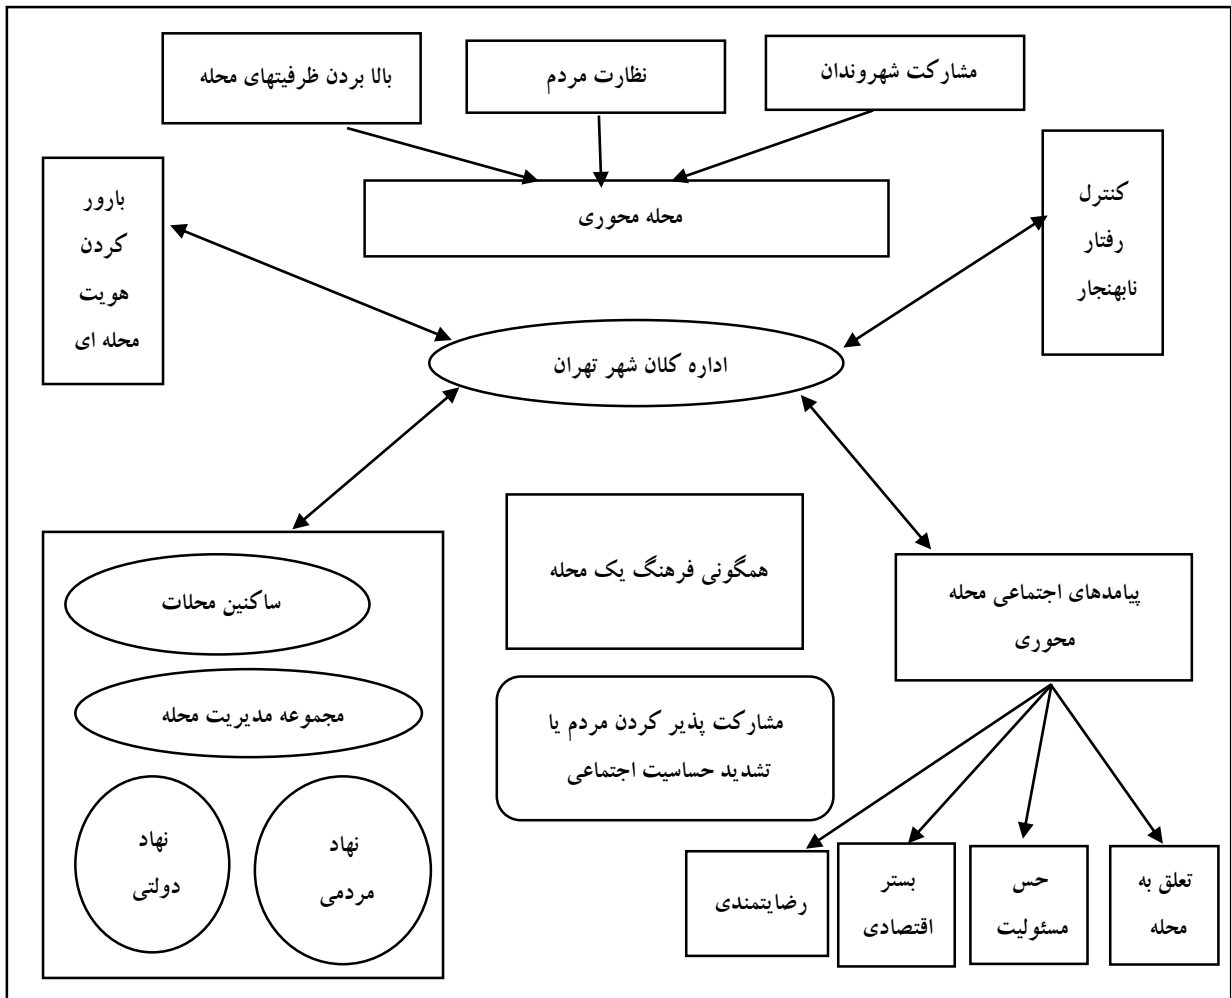 مشارکت شهروندان
نظارت مردم
بالا بردن ظرفیتهای محله
محله محوری
کنترل
رفتار
نابهنجار
بارور
کردن
هویت
محله ای
اداره کلان شهر تهران
همگونی فرهنگ یک محله
پیامدهای اجتماعی محله
محوری
ساکنین محلات
مجموعه مدیریت محله
مشارکت پذیر کردن مردم یا
تشدید حساسیت اجتماعی
نهاد
مردمی
نهاد
دولتی
تعلق به
محله
حس
مسئولیت
بستر
اقتصادی
رضایتمندی